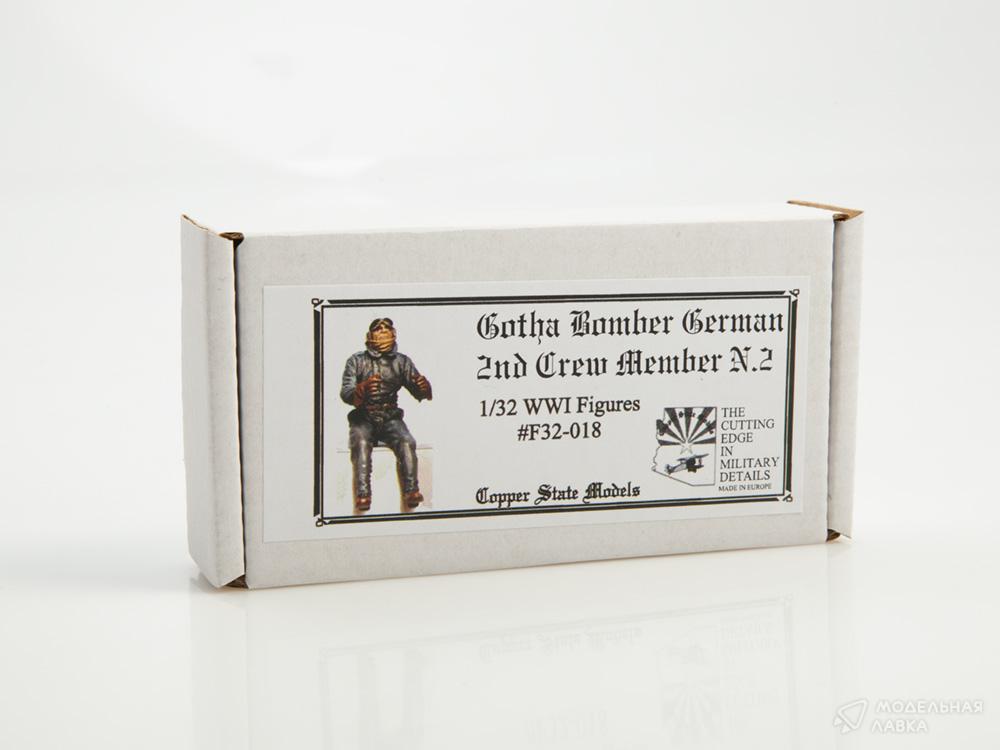 Gotha Bomber German
2nd Crew Member N.2
1/32 WWI Figures
#F32-018
THE
CUTTING
EDGE
IN
MILITARY
DETAILS
MADE IN EUROPE
Copper State Models
МОДЕЛЬНАЯ
ЛАВКА